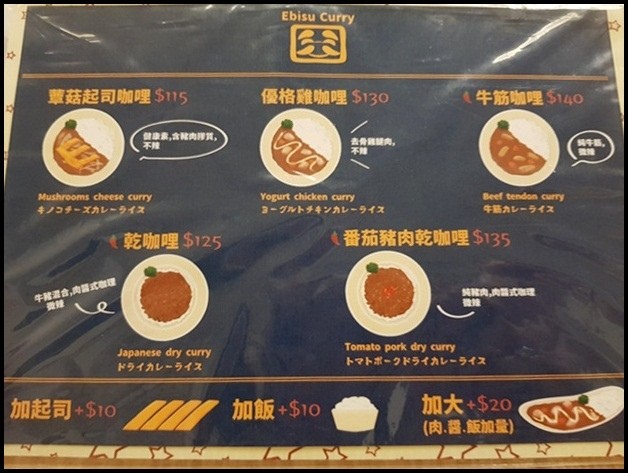 Ebisu Curry
蕈菇起司咖哩 $115
健康素,含豬肉膠質,
不辣
Mushrooms cheese curry
キノコチーズカレーライス
優格雞咖哩 $130
去骨雞腿肉,
不辣
Yogurt chicken curry
ヨーグルトチキンカレーライス
牛筋咖哩 $140
純牛筋,
微辣
Beef tendon curry
牛筋カレーライス
乾咖哩 $125
牛豬混合,肉醬式咖哩
微辣
Japanese dry curry
ドライカレーライス
番茄豬肉乾咖哩 $135
純豬肉,肉醬式咖哩
微辣
Tomato pork dry curry
トマトポークドライカレーライス
加起司+$10
加飯+$10
加大+$20
(肉.醬.飯加量)